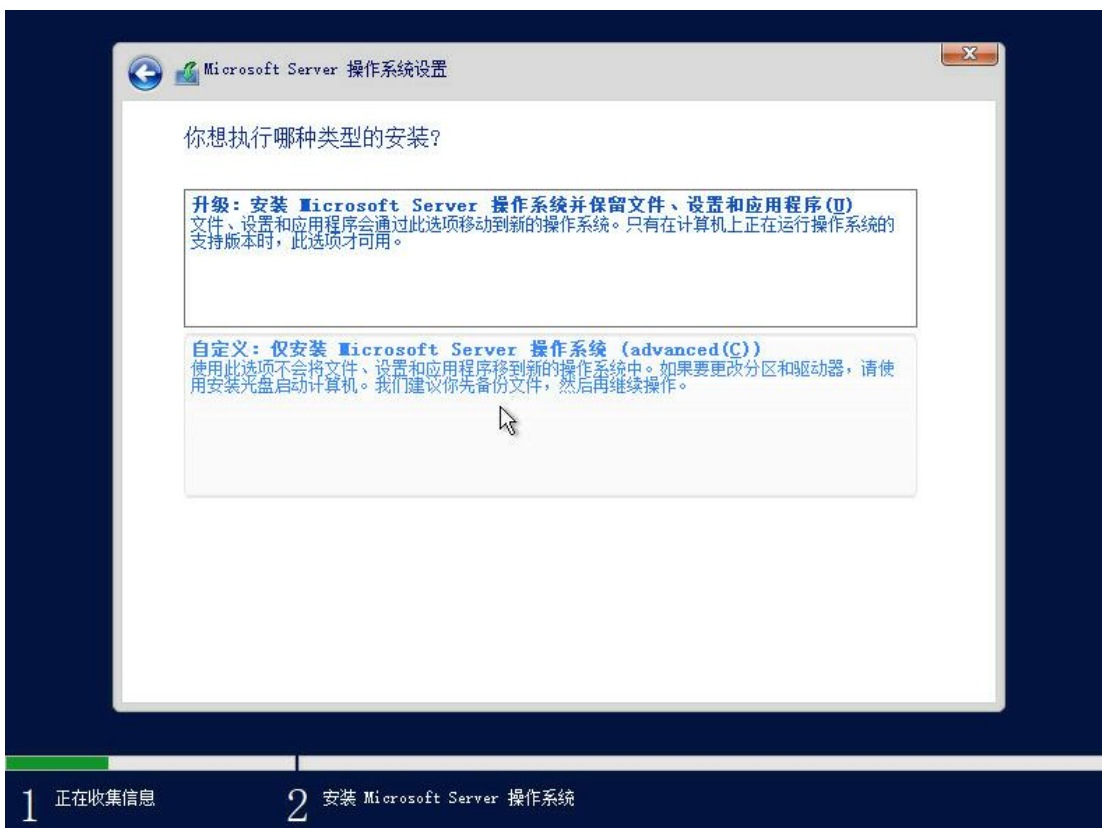 Microsoft Server 操作系统设置
你想执行哪种类型的安装?
升级: 安装 Microsoft Server 操作系统并保留文件、设置和应用程序(U)
文件、设置和应用程序会通过此选项移动到新的操作系统。只有在计算机上正在运行操作系统的
支持版本时，此选项才可用。
自定义: 仅安装 Microsoft Server 操作系统 (advanced(C))
使用此选项不会将文件、设置和应用程序移到新的操作系统中。如果要更改分区和驱动器，请使
用安装光盘启动计算机。我们建议你先备份文件，然后再继续操作。
1 正在收集信息
2 安装 Microsoft Server 操作系统